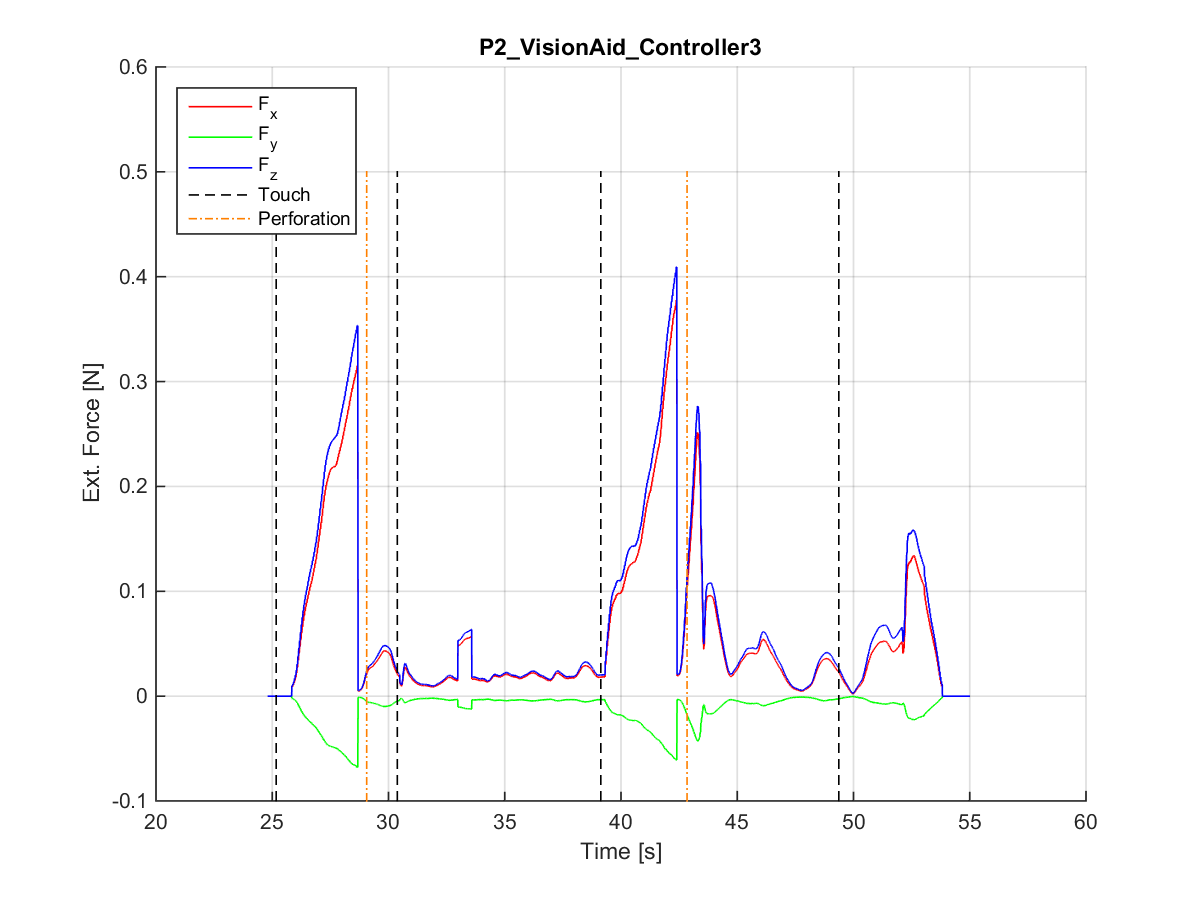 P2_VisionAid_Controller3
0.6
0.5
0.4
0.3
0.2
0.1
0
-0.1
Ext. Force [N]
Fx
Fy
Fz
Touch
Perforation
20 25 30 35 40 45 50 55 60
Time [s]